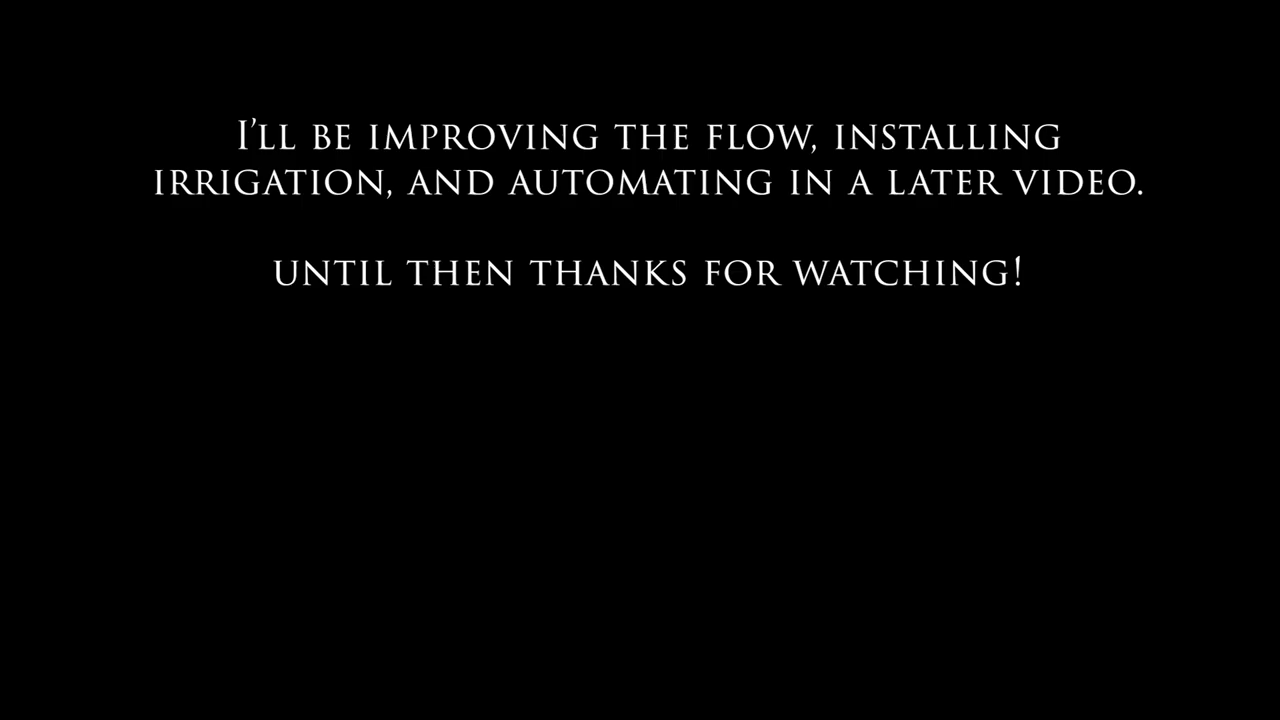 I'll be improving the flow, installing
irrigation, and automating in a later video.
until then thanks for watching!